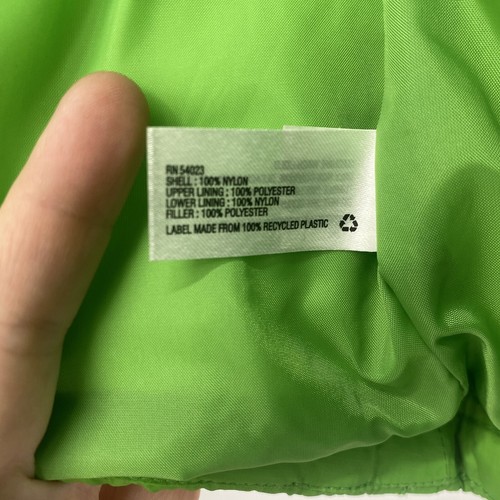 RN 54023
SHELL : 100% NYLON
UPPER LINING : 100% POLYESTER
LOWER LINING : 100% NYLON
FILLER : 100% POLYESTER
LABEL MADE FROM 100% RECYCLED PLASTIC